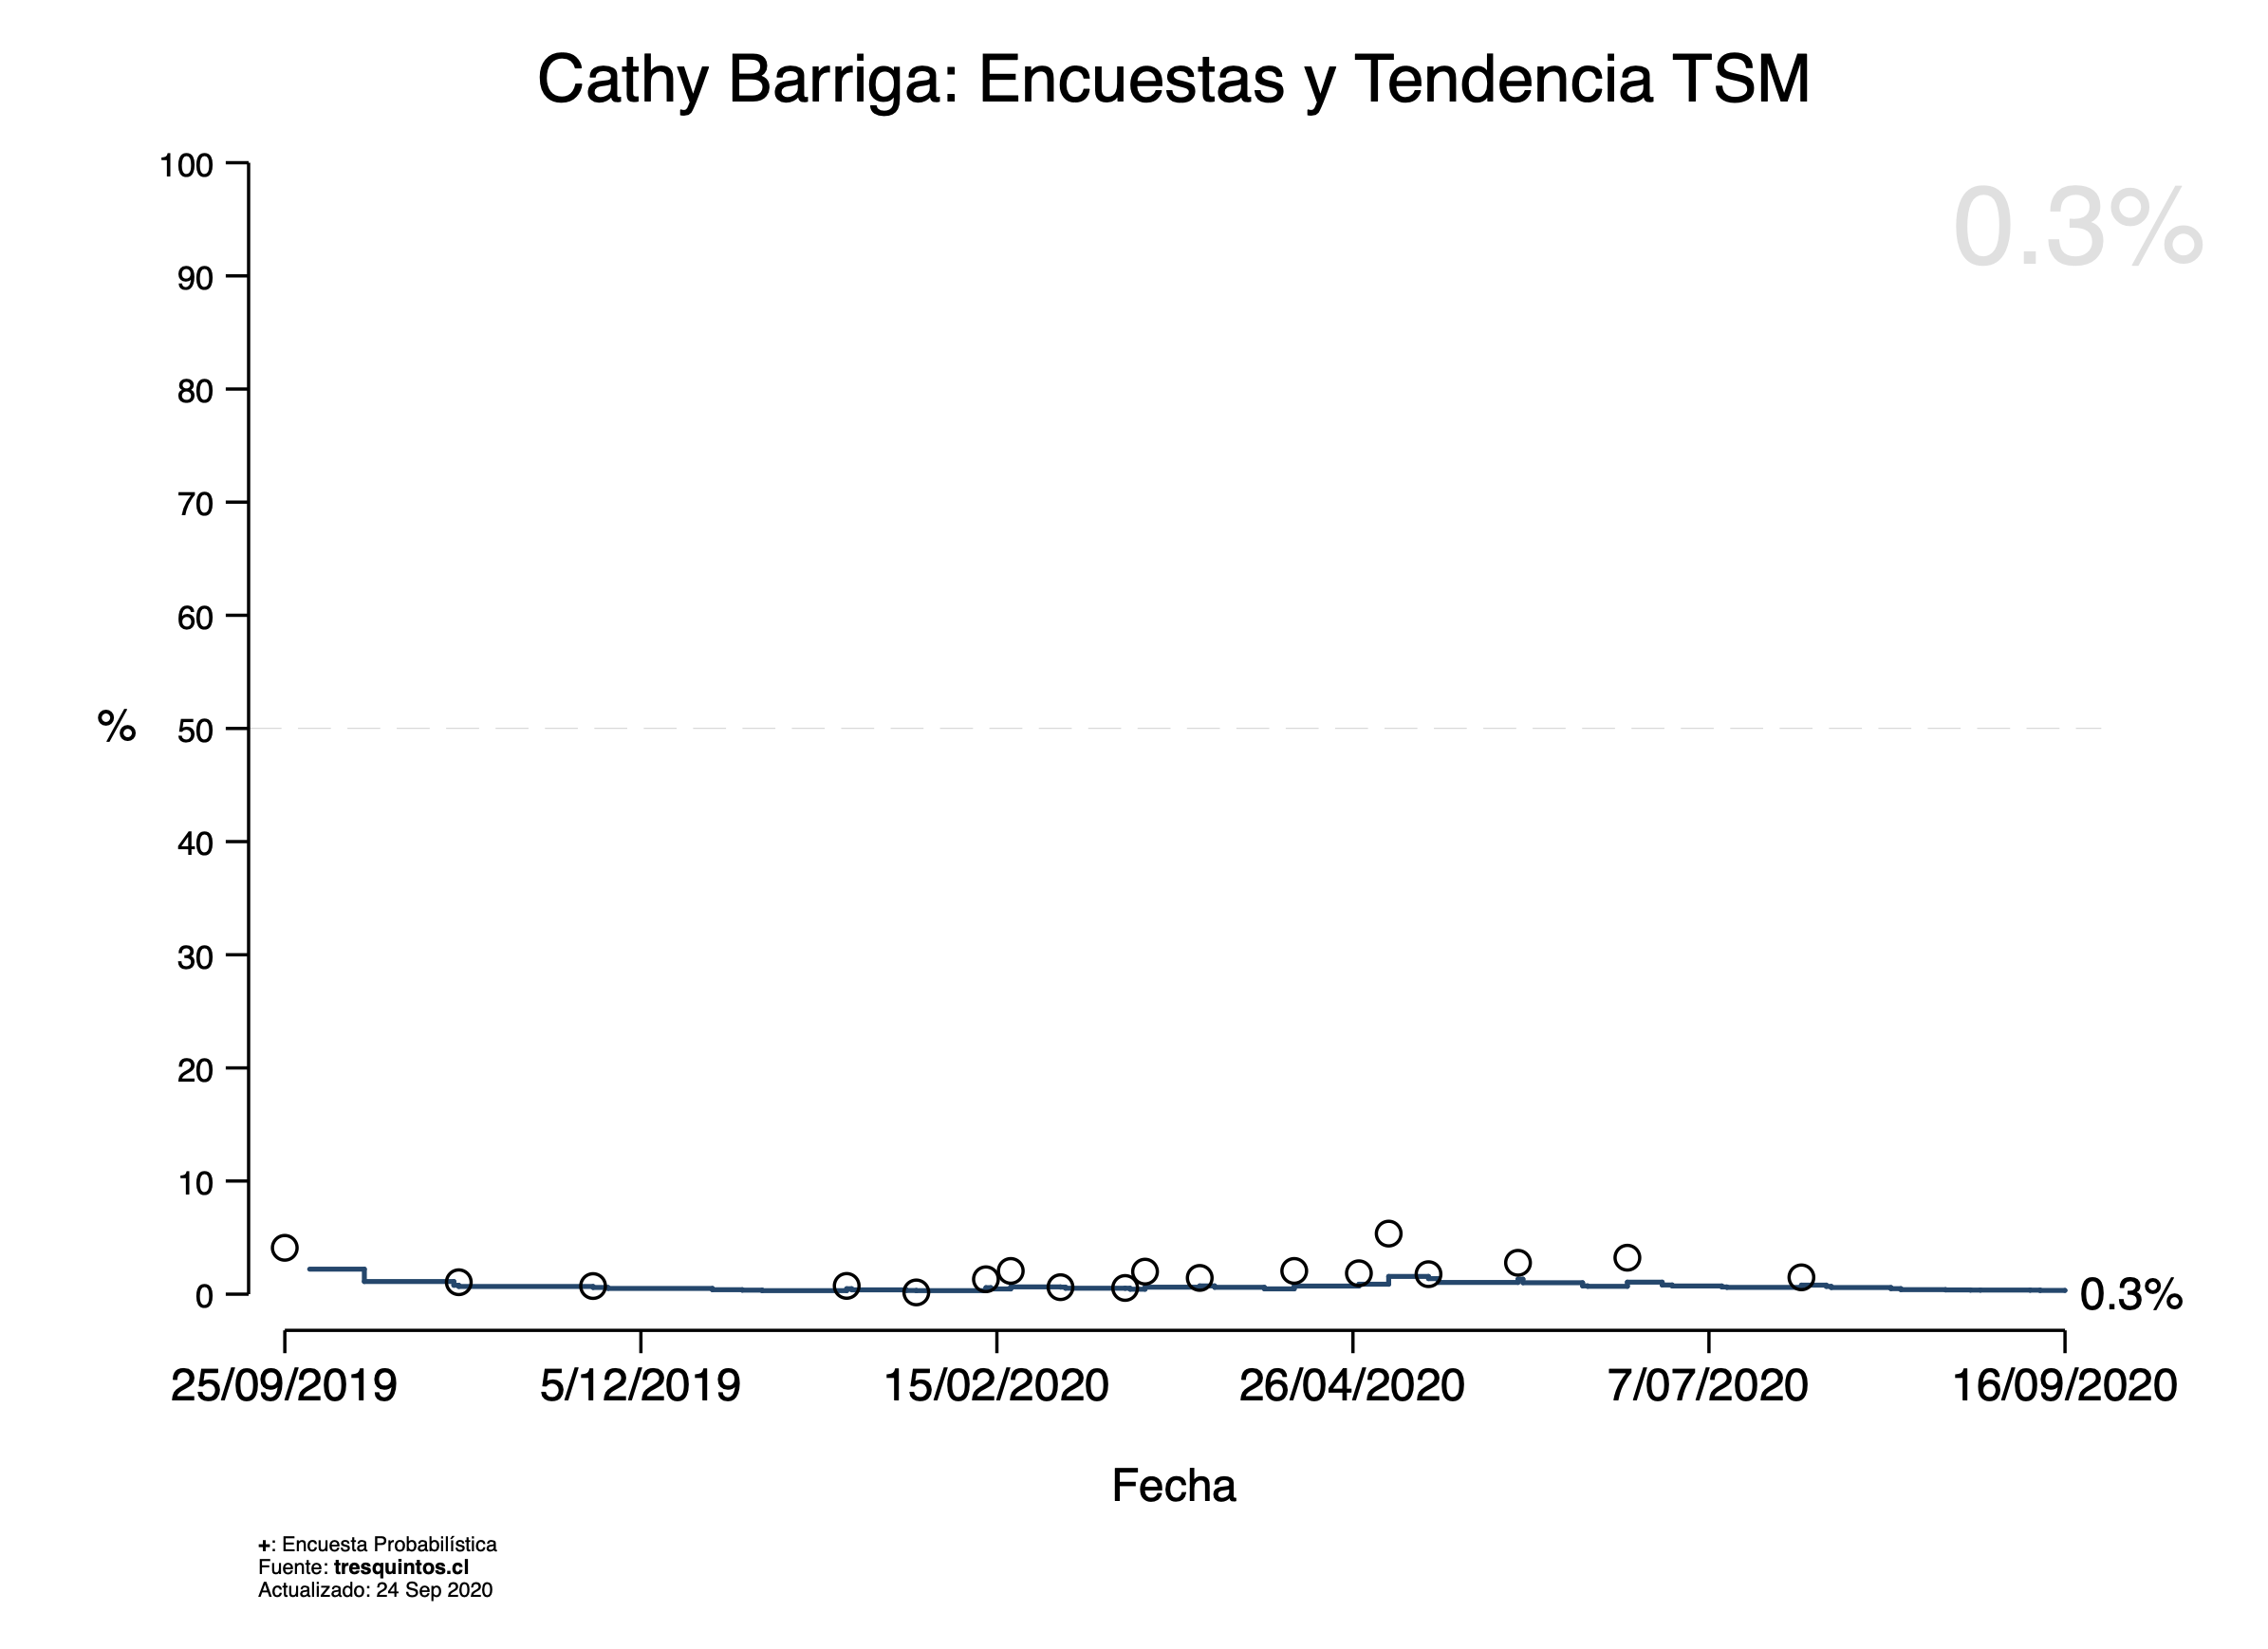 Cathy Barriga: Encuestas y Tendencia TSM
0.3%
100
90
80
70
60
% 50
40
30
20
10
0
0.3%
25/09/2019 5/12/2019 15/02/2020 26/04/2020 7/07/2020 16/09/2020
Fecha
+: Encuesta Probabilística
Fuente: tresquintos.cl
Actualizado: 24 Sep 2020